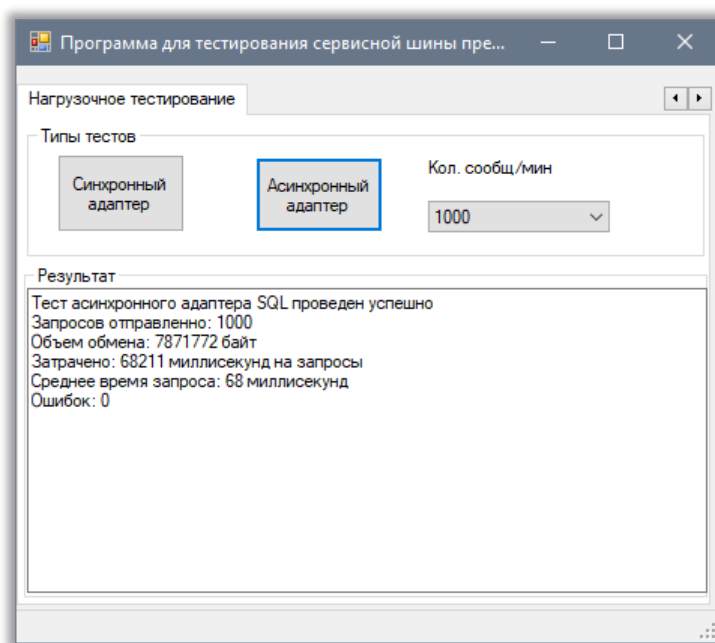 Программа для тестирования сервисной шины пре...
Нагрузочное тестирование
Типы тестов
Синхронный
адаптер
Асинхронный
адаптер
Кол. сообщ/мин
1000
Результат
Тест асинхронного адаптера SQL проведен успешно
Запросов отправленно: 1000
Объем обмена: 7871772 байт
Затрачено: 68211 миллисекунд на запросы
Среднее время запроса: 68 миллисекунд
Ошибок: 0